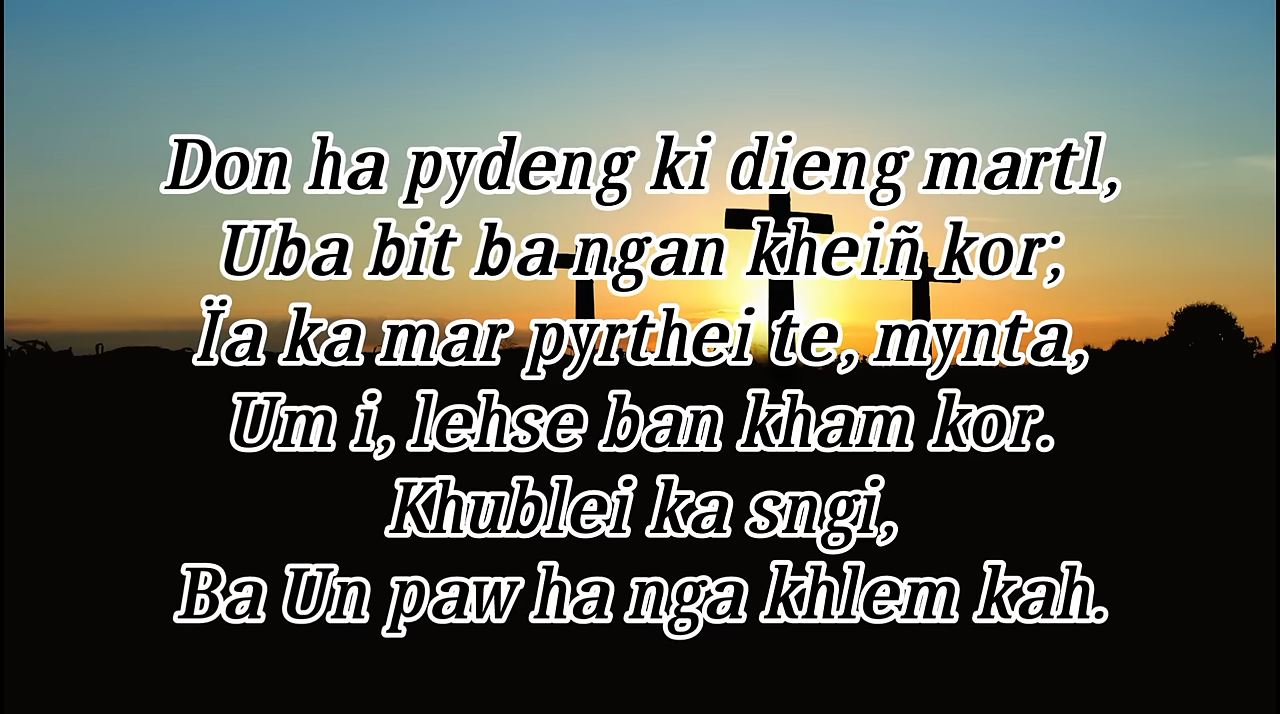 Don ha pydeng ki dieng martl,
Uba bit ba ngan kheiñ kor;
Ïa ka mar pyrthei te, mynta,
Um i, lehse ban kham kor.
Khublei ka sngi,
Ba Un paw ha nga khlem kah.